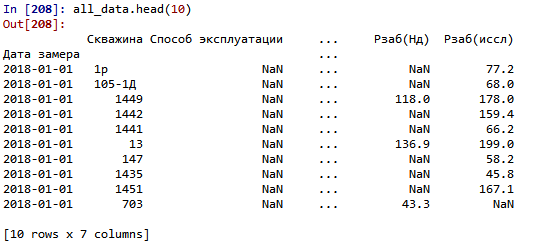 In [208]: all_data.head(10)
Out[208]:
Скважина Способ эксплуатации ... Рзаб(Нд) Рзаб(иссл)
Дата замера ...
2018-01-01 1р NaN ... NaN 77.2
2018-01-01 105-1Д NaN ... NaN 68.0
2018-01-01 1449 NaN ... 118.0 178.0
2018-01-01 1442 NaN ... NaN 159.4
2018-01-01 1441 NaN ... NaN 66.2
2018-01-01 13 NaN ... 136.9 199.0
2018-01-01 147 NaN ... NaN 58.2
2018-01-01 1435 NaN ... NaN 45.8
2018-01-01 1451 NaN ... NaN 167.1
2018-01-01 703 NaN ... 43.3 NaN
[10 rows x 7 columns]